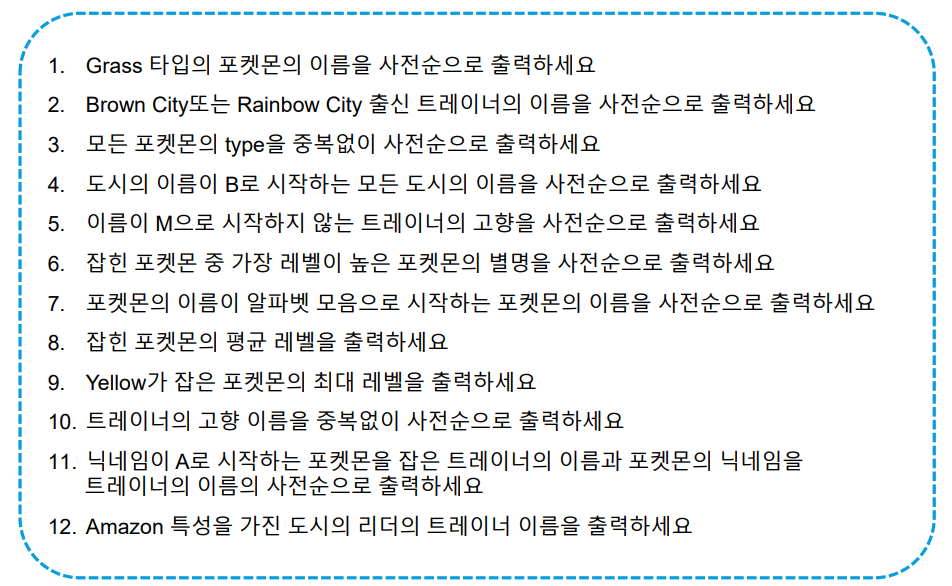 1. Grass 타입의 포켓몬의 이름을 사전순으로 출력하세요
2. Brown City또는 Rainbow City 출신 트레이너의 이름을 사전순으로 출력하세요
3. 모든 포켓몬의 type을 중복없이 사전순으로 출력하세요
4. 도시의 이름이 B로 시작하는 모든 도시의 이름을 사전순으로 출력하세요
5. 이름이 M으로 시작하지 않는 트레이너의 고향을 사전순으로 출력하세요
6. 잡힌 포켓몬 중 가장 레벨이 높은 포켓몬의 별명을 사전순으로 출력하세요
7. 포켓몬의 이름이 알파벳 모음으로 시작하는 포켓몬의 이름을 사전순으로 출력하세요
8. 잡힌 포켓몬의 평균 레벨을 출력하세요
9. Yellow가 잡은 포켓몬의 최대 레벨을 출력하세요
10. 트레이너의 고향 이름을 중복없이 사전순으로 출력하세요
11. 닉네임이 A로 시작하는 포켓몬을 잡은 트레이너의 이름과 포켓몬의 닉네임을
트레이너의 이름의 사전순으로 출력하세요
12. Amazon 특성을 가진 도시의 리더의 트레이너 이름을 출력하세요